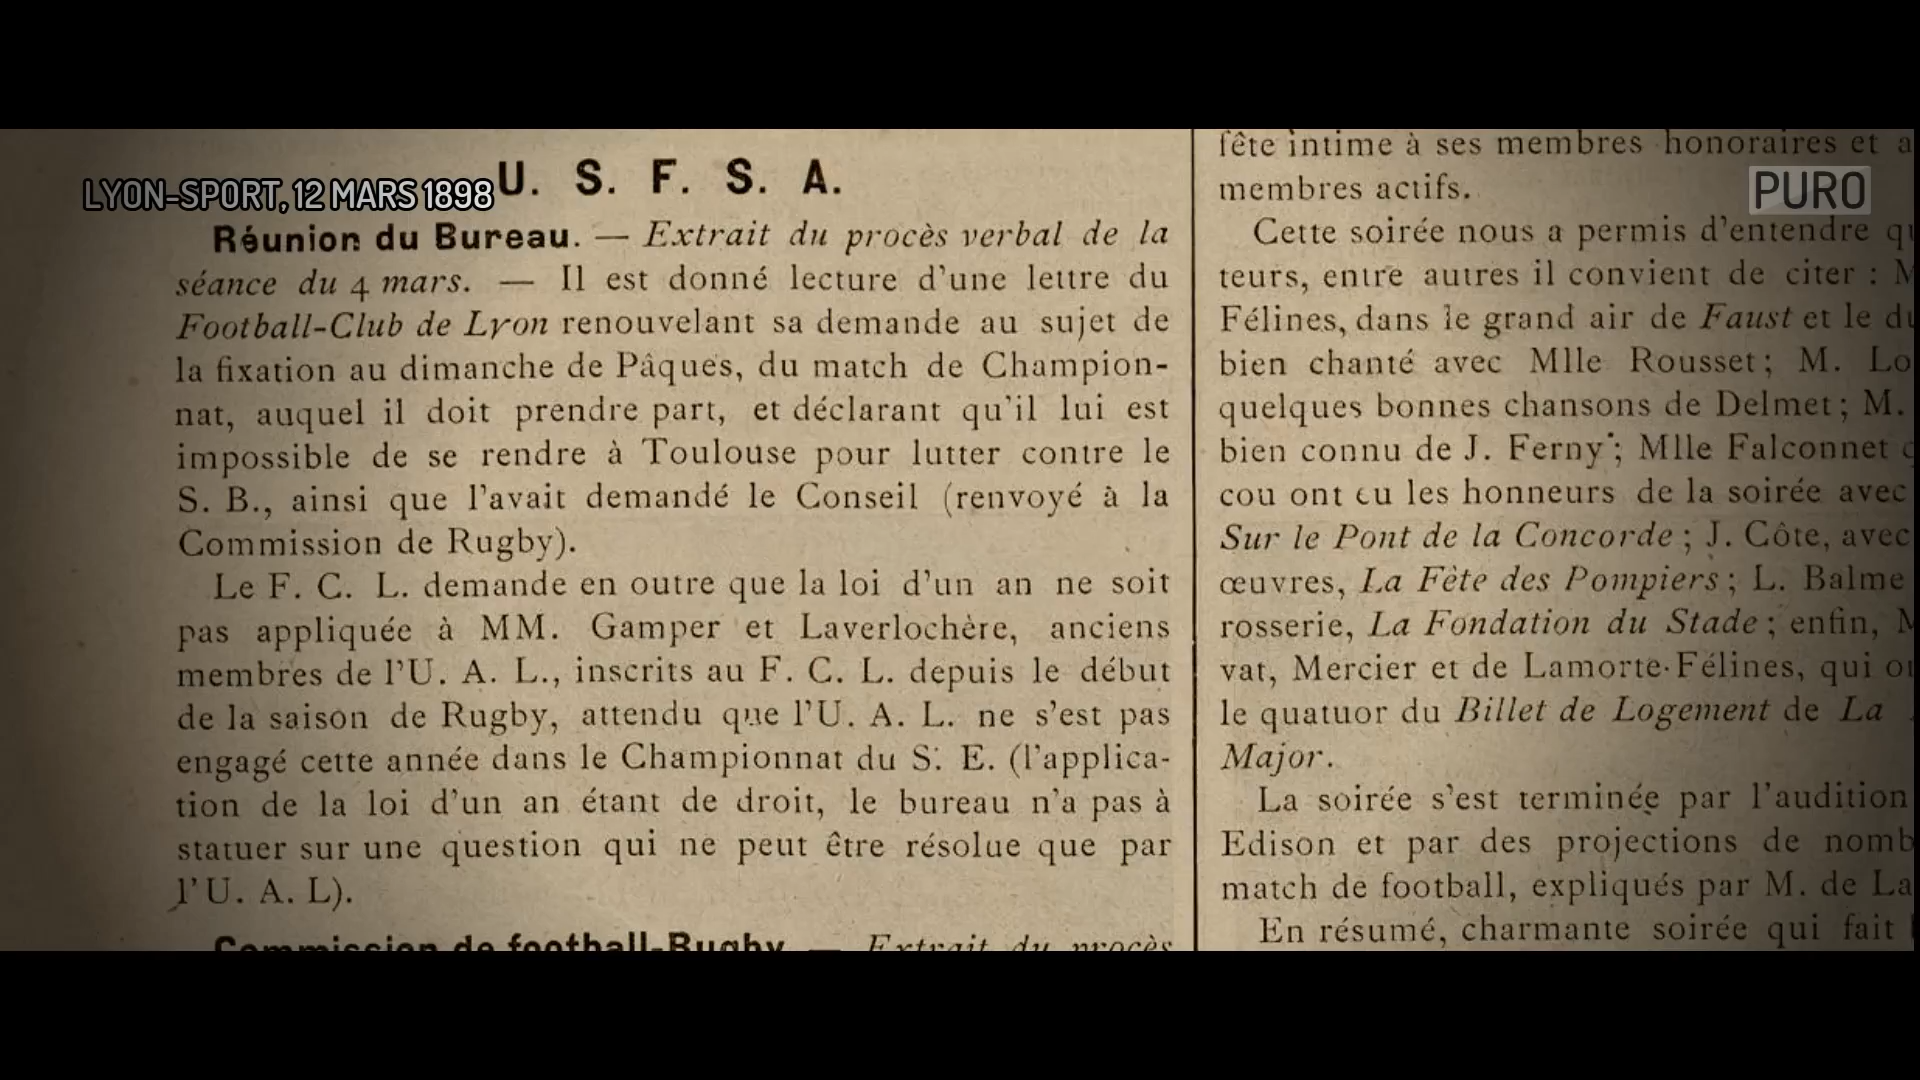 LYON-SPORT, 12 MARS 1898
PURO
U. S. F. S. A.
Réunion du Bureau. — Extrait du procès verbal de la
séance du 4 mars. — Il est donné lecture d'une lettre du
Football-Club de Lyon renouvelant sa demande au sujet de
la fixation au dimanche de Pâques, du match de Champion-
nat, auquel il doit prendre part, et déclarant qu'il lui est
impossible de se rendre à Toulouse pour lutter contre le
S. B., ainsi que l'avait demandé le Conseil (renvoyé à la
Commission de Rugby).
Le F. C. L. demande en outre que la loi d'un an ne soit
pas appliquée à MM. Gamper et Laverlochère, anciens
membres de l'U. A. L., inscrits au F. C. L. depuis le début
de la saison de Rugby, attendu que l'U. A. L. ne s'est pas
engagé cette année dans le Championnat du S. E. (l'applica-
tion de la loi d'un an étant de droit, le bureau n'a pas à
statuer sur une question qui ne peut être résolue que par
l'U. A. L).
Commission de football-Rugby. — Extrait du procès
fête intime à ses membres honoraires et a
membres actifs.
Cette soirée nous a permis d'entendre
teurs, entre autres il convient de citer : M
Félines, dans le grand air de Faust et le
bien chanté avec Mlle Rousset ; M. Lo
quelques bonnes chansons de Delmet ; M.
bien connu de J. Ferny ; Mlle Falconnet
cou ont eu les honneurs de la soirée avec
Sur le Pont de la Concorde ; J. Côte, avec
œuvres, La Fête des Pompiers ; L. Balme
rosserie, La Fondation du Stade ; enfin, M
vat, Mercier et de Lamorte-Félines, qui
le quatuor du Billet de Logement de La
Major.
La soirée s'est terminée par l'audition
Edison et par des projections de nomb
match de football, expliqués par M. de La
En résumé, charmante soirée qui fait